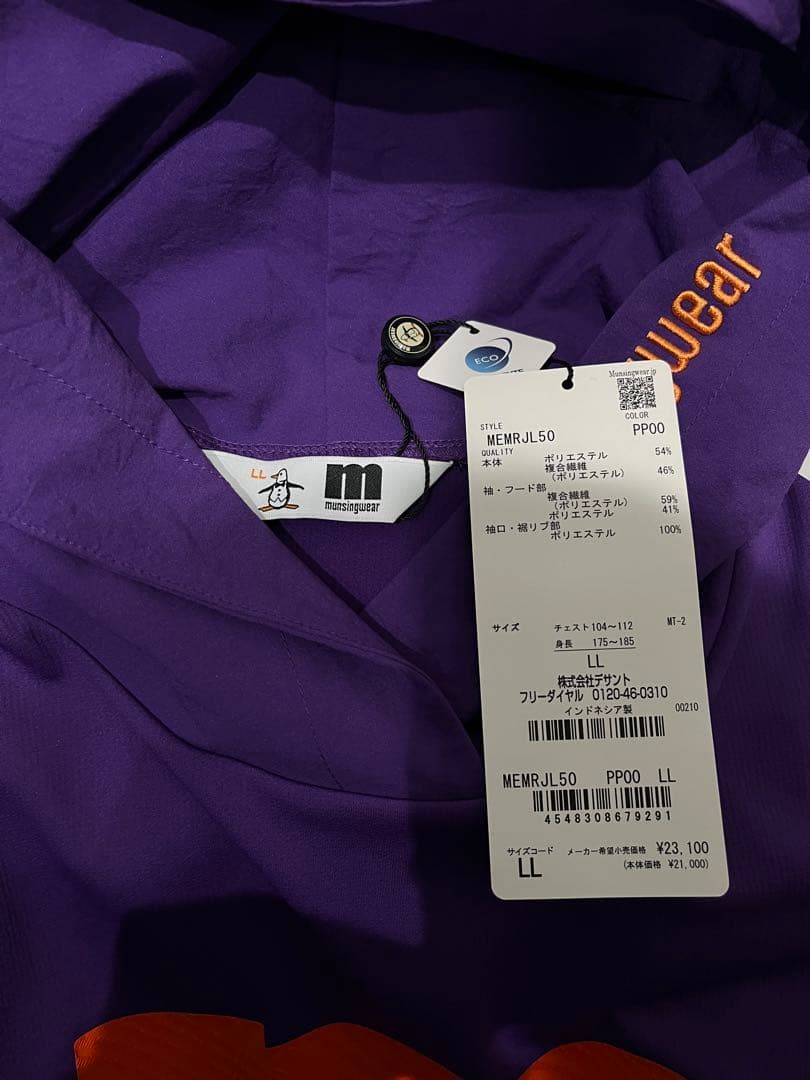 wear
ECO
LL
m
munsingwear
Munsingwear.jp
STYLE
COLOR
MEMRJL50 PP00
QUALITY
本体 ポリエステル 54%
複合繊維
(ポリエステル) 46%
袖・フード部
複合繊維
(ポリエステル) 59%
ポリエステル 41%
袖口・裾リブ部
ポリエステル 100%
サイズ チェスト104～112 MT-2
身長 175～185
LL
株式会社デサント
フリーダイヤル 0120-46-0310
インドネシア製 00210
MEMRJL50 PP00 LL
4548308679291
サイズコード メーカー希望小売価格 ¥23,100
LL (本体価格 ¥21,000)